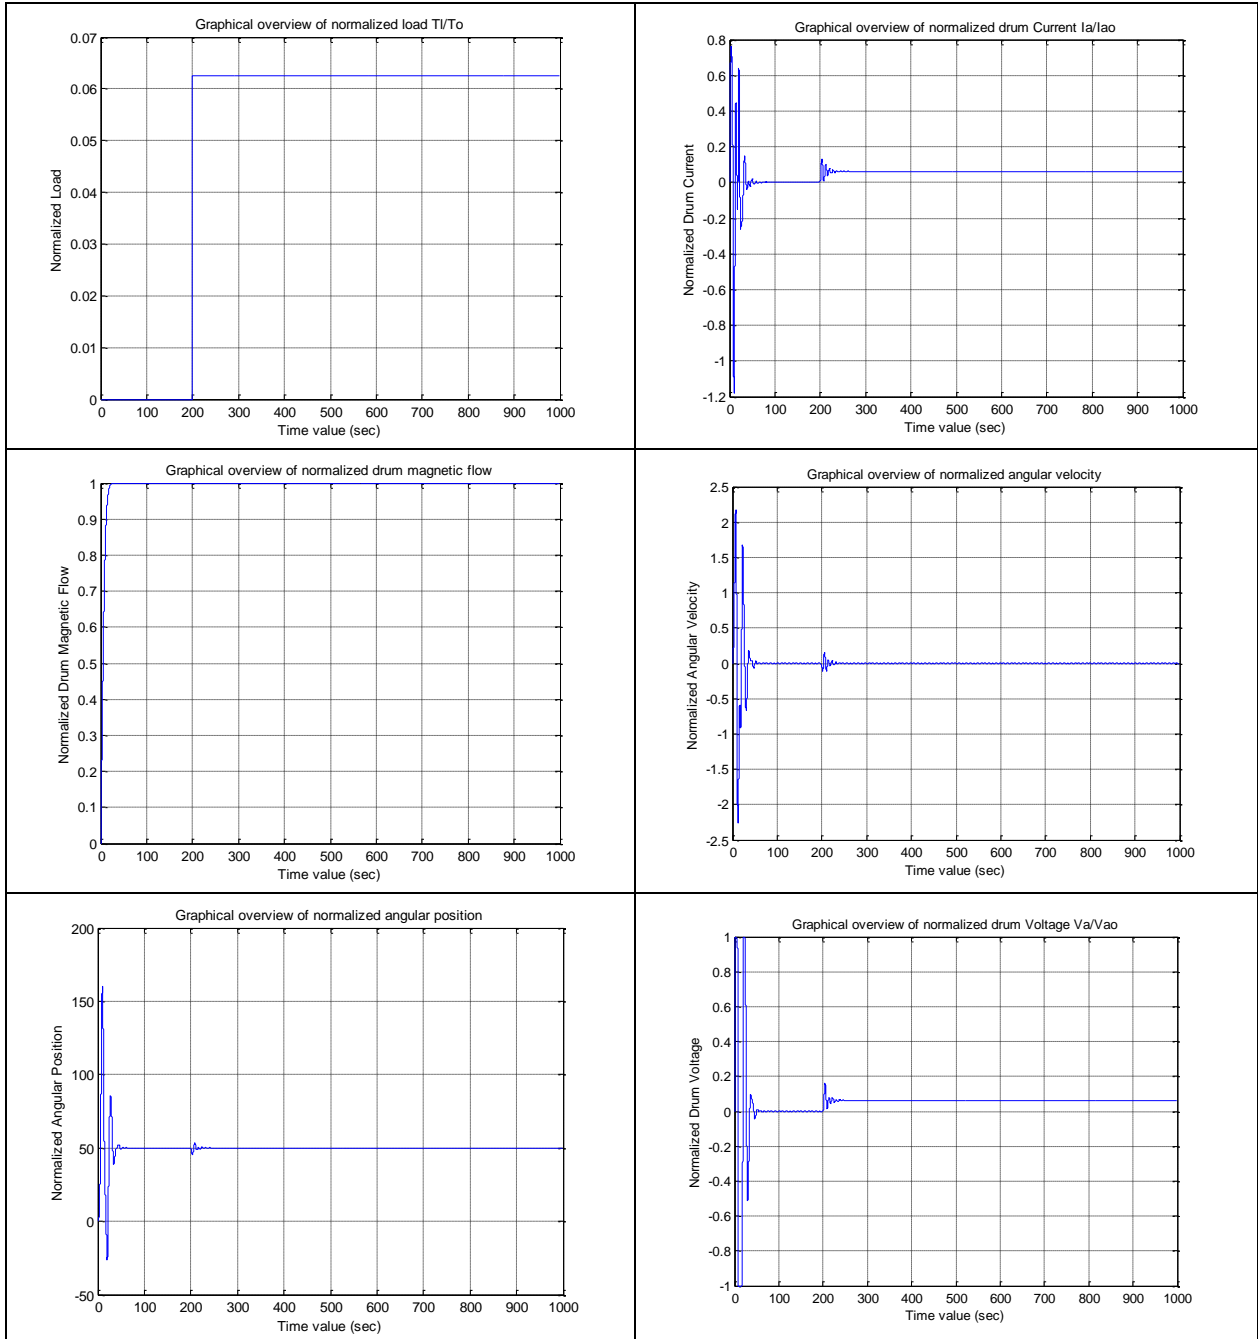 Graphical overview of normalized load Tl/To
0.07
0.06
0.05
0.04
0.03
0.02
0.01
0
Normalized Load
0 100 200 300 400 500 600 700 800 900 1000
Time value (sec)
Graphical overview of normalized drum Current Ia/Iao
0.8
0.6
0.4
0.2
0
-0.2
-0.4
-0.6
-0.8
-1
-1.2
Normalized Drum Current
0 100 200 300 400 500 600 700 800 900 1000
Time value (sec)
Graphical overview of normalized drum magnetic flow
1
0.9
0.8
0.7
0.6
0.5
0.4
0.3
0.2
0.1
0
Normalized Drum Magnetic Flow
0 100 200 300 400 500 600 700 800 900 1000
Time value (sec)
Graphical overview of normalized angular velocity
2.5
2
1.5
1
0.5
0
-0.5
-1
-1.5
-2
-2.5
Normalized Angular Velocity
0 100 200 300 400 500 600 700 800 900 1000
Time value (sec)
Graphical overview of normalized angular position
200
150
100
50
0
-50
Normalized Angular Position
0 100 200 300 400 500 600 700 800 900 1000
Time value (sec)
Graphical overview of normalized drum Voltage Va/Vao
1
0.8
0.6
0.4
0.2
0
-0.2
-0.4
-0.6
-0.8
-1
Normalized Drum Voltage
0 100 200 300 400 500 600 700 800 900 1000
Time value (sec)